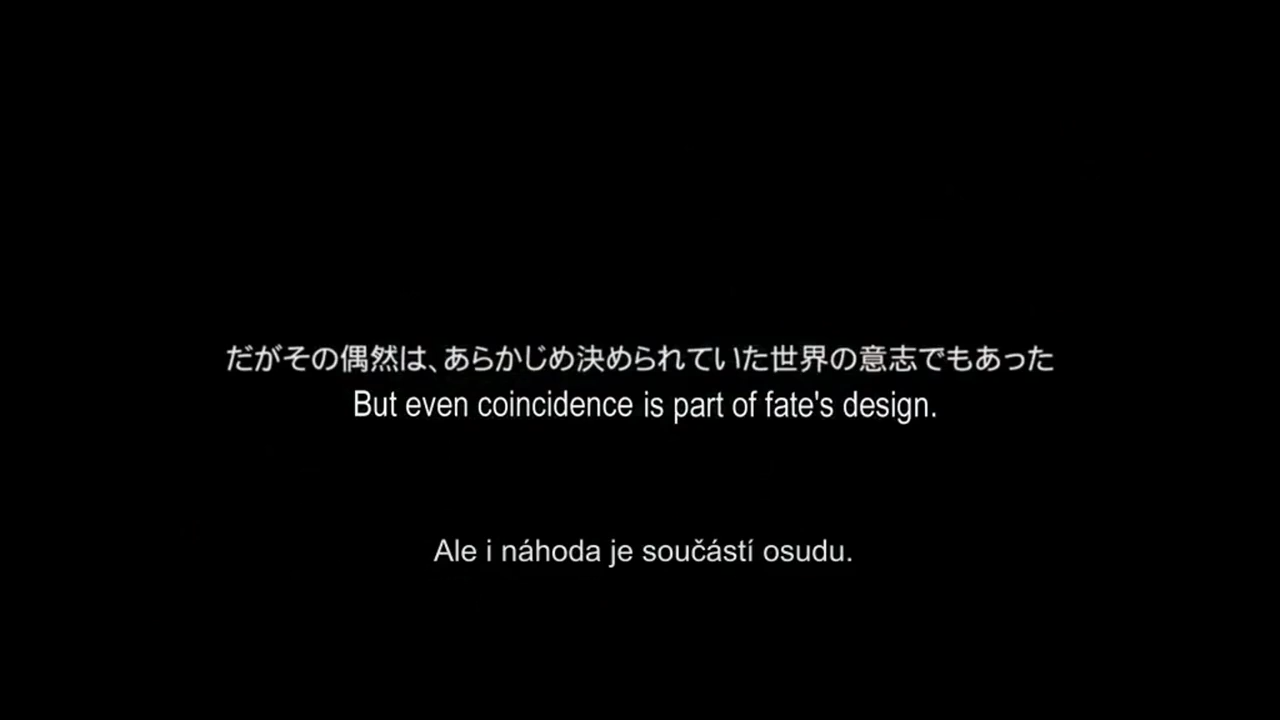 だがその偶然は、あらかじめ決められていた世界の意志でもあった
But even coincidence is part of fate's design.
Ale i náhoda je součástí osudu.